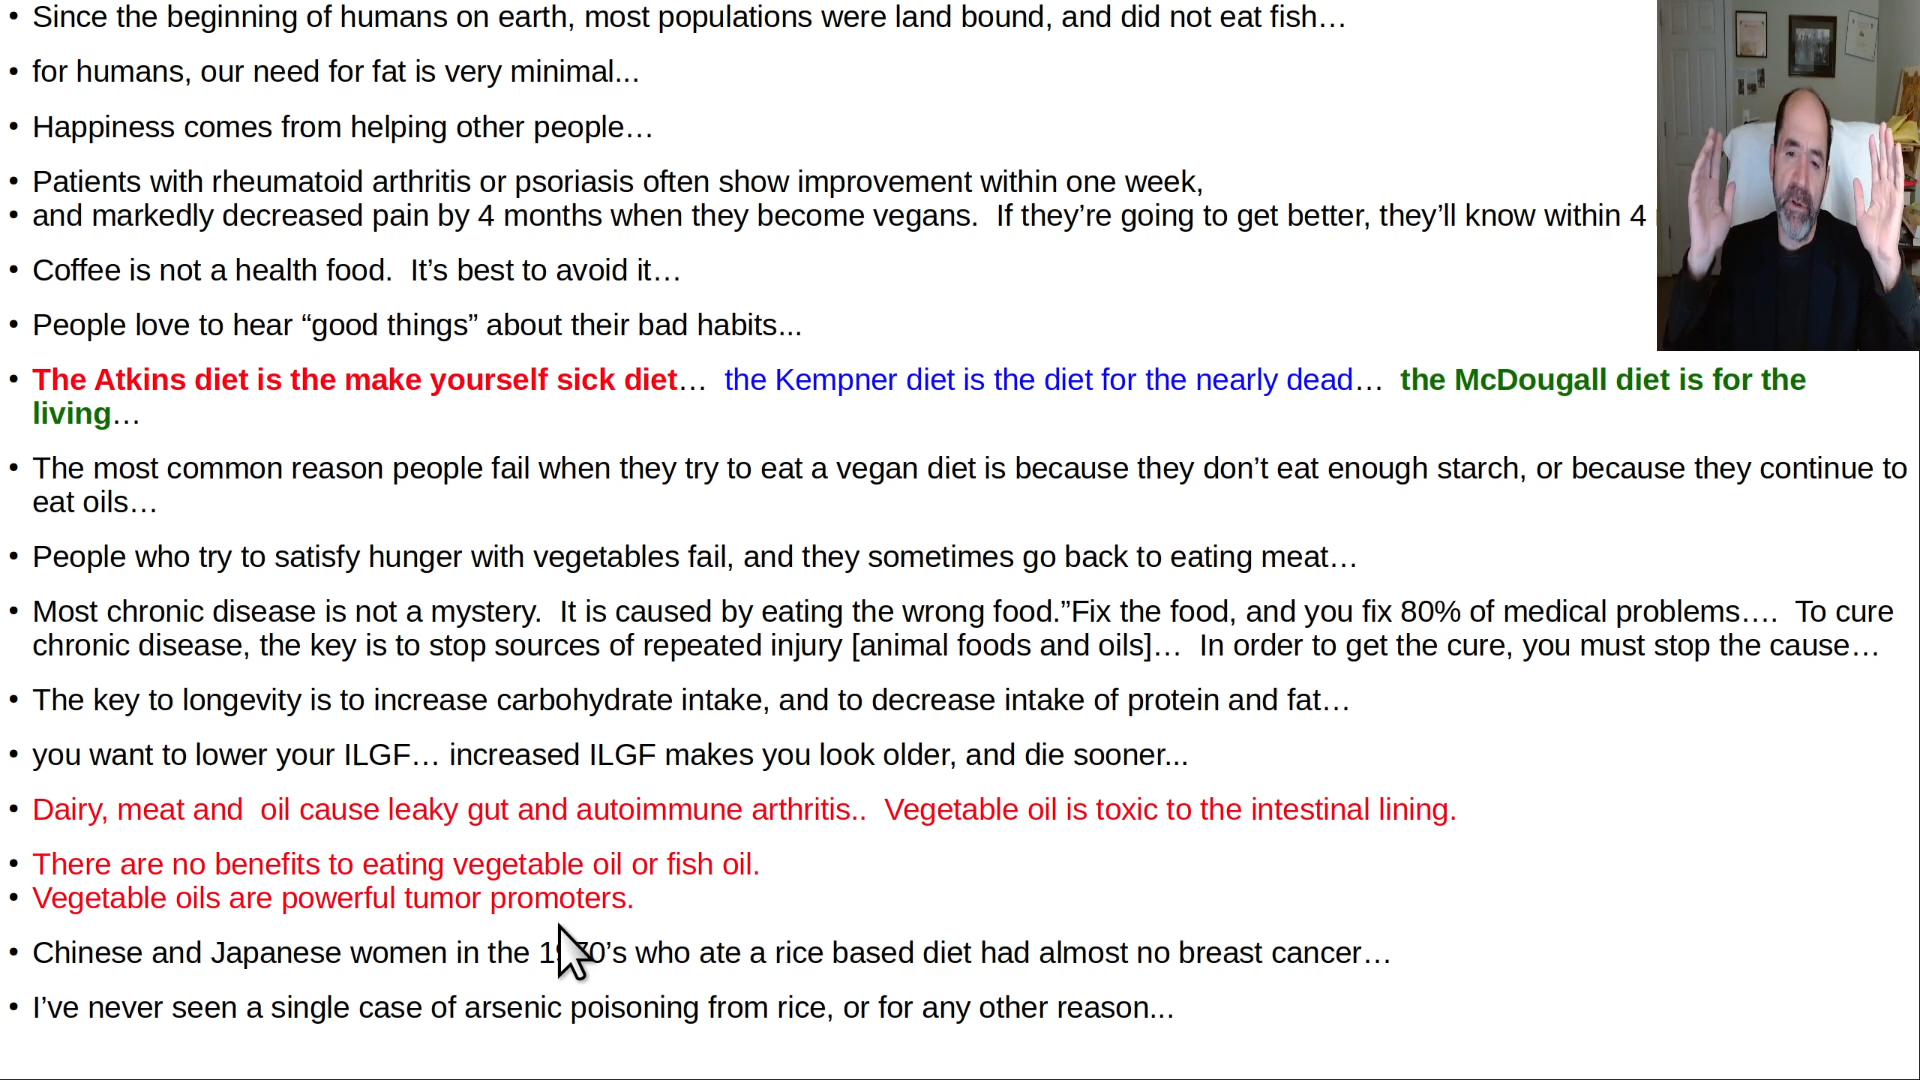 • Since the beginning of humans on earth, most populations were land bound, and did not eat fish…
• for humans, our need for fat is very minimal...
• Happiness comes from helping other people…
• Patients with rheumatoid arthritis or psoriasis often show improvement within one week,
• and markedly decreased pain by 4 months when they become vegans.  If they’re going to get better, they’ll know within 4
• Coffee is not a health food.  It’s best to avoid it…
• People love to hear “good things” about their bad habits...
• The Atkins diet is the make yourself sick diet…  the Kempner diet is the diet for the nearly dead…  the McDougall diet is for the
living…
• The most common reason people fail when they try to eat a vegan diet is because they don’t eat enough starch, or because they continue to
eat oils…
• People who try to satisfy hunger with vegetables fail, and they sometimes go back to eating meat…
• Most chronic disease is not a mystery.  It is caused by eating the wrong food.”Fix the food, and you fix 80% of medical problems….  To cure
chronic disease, the key is to stop sources of repeated injury [animal foods and oils]…  In order to get the cure, you must stop the cause…
• The key to longevity is to increase carbohydrate intake, and to decrease intake of protein and fat…
• you want to lower your ILGF… increased ILGF makes you look older, and die sooner...
• Dairy, meat and  oil cause leaky gut and autoimmune arthritis..  Vegetable oil is toxic to the intestinal lining.
• There are no benefits to eating vegetable oil or fish oil.
• Vegetable oils are powerful tumor promoters.
• Chinese and Japanese women in the who ate a rice based diet had almost no breast cancer…
• I’ve never seen a single case of arsenic poisoning from rice, or for any other reason...